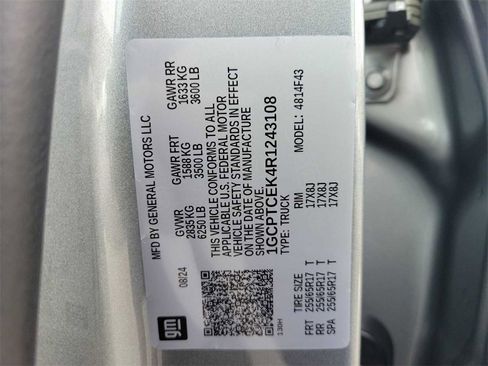 MFD BY GENERAL MOTORS LLC
08/24
GVWR
2835 KG
6250 LB
GAWR FRT
1588 KG
3500 LB
GAWR RR
1633 KG
3600 LB
THIS VEHICLE CONFORMS TO ALL
APPLICABLE U.S. FEDERAL MOTOR
VEHICLE SAFETY STANDARDS IN EFFECT
ON THE DATE OF MANUFACTURE
SHOWN ABOVE.
1GCPTCEK4R1243108
TYPE: TRUCK
MODEL: 4814F43
TIRE SIZE RIM
FRT 255/65R17 T 17X8J
RR 255/65R17 T 17X8J
SPA 255/65R17 T 17X8J
gm